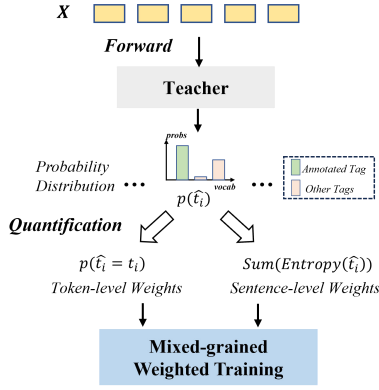 X
Forward
Teacher
probs
Annotated Tag
Other Tags
Probability
Distribution
...
...
vocab
p(t̂ᵢ)
Quantification
p(t̂ᵢ = tᵢ)
Sum(Entropy(t̂ᵢ))
Token-level Weights
Sentence-level Weights
Mixed-grained
Weighted Training